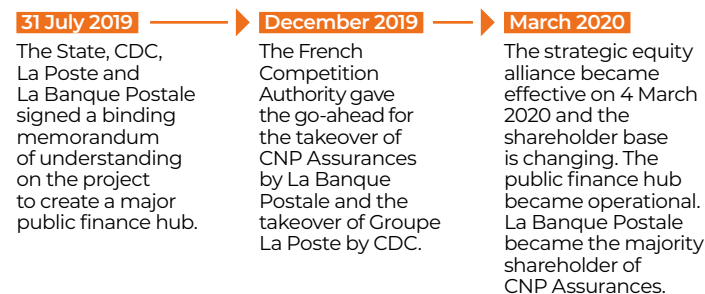 31 July 2019
The State, CDC,
La Poste and
La Banque Postale
signed a binding
memorandum
of understanding
on the project
to create a major
public finance hub.
December 2019
The French
Competition
Authority gave
the go-ahead for
the takeover of
CNP Assurances
by La Banque
Postale and the
takeover of Groupe
La Poste by CDC.
March 2020
The strategic equity
alliance became
effective on 4 March
2020 and the
shareholder base
is changing. The
public finance hub
became operational.
La Banque Postale
became the majority
shareholder of
CNP Assurances.